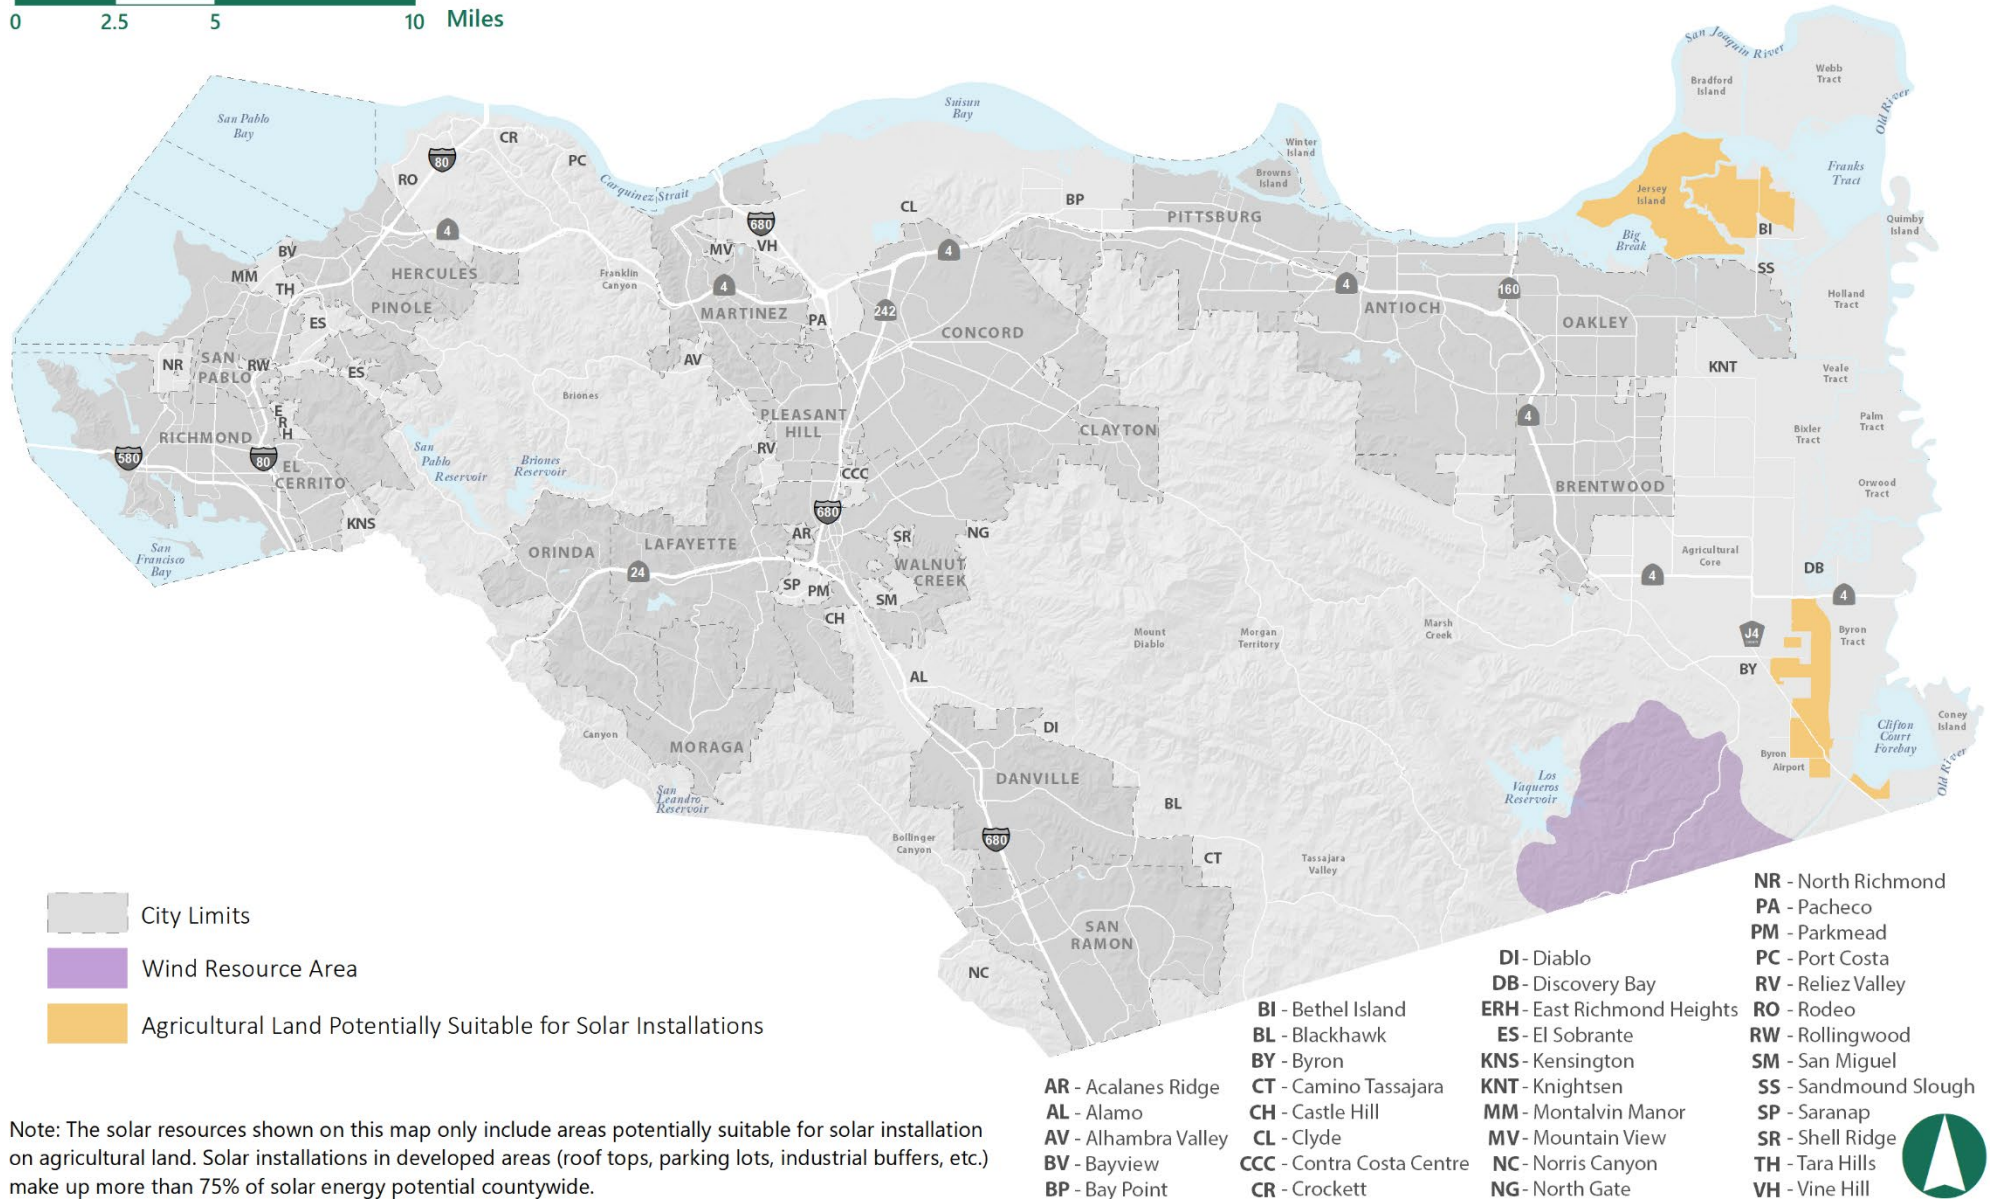 0 2.5 5 10 Miles
San Joaquin River
Bradford
Island
Webb
Tract
Old River
San Pablo
Bay
Suisun
Bay
CR
80
PC
RO
Carquinez Strait
Winter
Island
Browns
Island
Franks
Tract
Jersey
Island
Quimby
Island
BI
Big
Break
CL
BP
PITTSBURG
4
680
MV
VH
4
BV
MM
TH
HERCULES
PINOLE
ES
Franklin
Canyon
4
MARTINEZ
PA
242
CONCORD
4
ANTIOCH
160
OAKLEY
SS
Holland
Tract
NR
SAN
PABLO
RW
ES
AV
KNT
Veale
Tract
Briones
E
R
H
RICHMOND
580
80
EL
CERRITO
San
Pablo
Reservoir
Briones
Reservoir
PLEASANT
HILL
RV
CCC
CLAYTON
4
Bixler
Tract
Palm
Tract
BRENTWOOD
Orwood
Tract
KNS
San
Francisco
Bay
680
AR
SR
NG
ORINDA
LAFAYETTE
24
WALNUT
CREEK
SP
PM
SM
CH
Agricultural
Core
4
DB
4
Mount
Diablo
Morgan
Territory
Marsh
Creek
J4
Byron
Tract
BY
AL
Canyon
MORAGA
DI
San
Leandro
Reservoir
DANVILLE
BL
Los
Vaqueros
Reservoir
Byron
Airport
Clifton
Court
Forebay
Coney
Island
Old River
680
Bollinger
Canyon
CT
Tassajara
Valley
SAN
RAMON
NC
City Limits
Wind Resource Area
Agricultural Land Potentially Suitable for Solar Installations
Note: The solar resources shown on this map only include areas potentially suitable for solar installation
on agricultural land. Solar installations in developed areas (roof tops, parking lots, industrial buffers, etc.)
make up more than 75% of solar energy potential countywide.
AR - Acalanes Ridge
AL - Alamo
AV - Alhambra Valley
BV - Bayview
BP - Bay Point
BI - Bethel Island
BL - Blackhawk
BY - Byron
CT - Camino Tassajara
CH - Castle Hill
CL - Clyde
CCC - Contra Costa Centre
CR - Crockett
DI - Diablo
DB - Discovery Bay
ERH - East Richmond Heights
ES - El Sobrante
KNS - Kensington
KNT - Knightsen
MM - Montalvin Manor
MV - Mountain View
NC - Norris Canyon
NG - North Gate
NR - North Richmond
PA - Pacheco
PM - Parkmead
PC - Port Costa
RV - Reliez Valley
RO - Rodeo
RW - Rollingwood
SM - San Miguel
SS - Sandmound Slough
SP - Saranap
SR - Shell Ridge
TH - Tara Hills
VH - Vine Hill